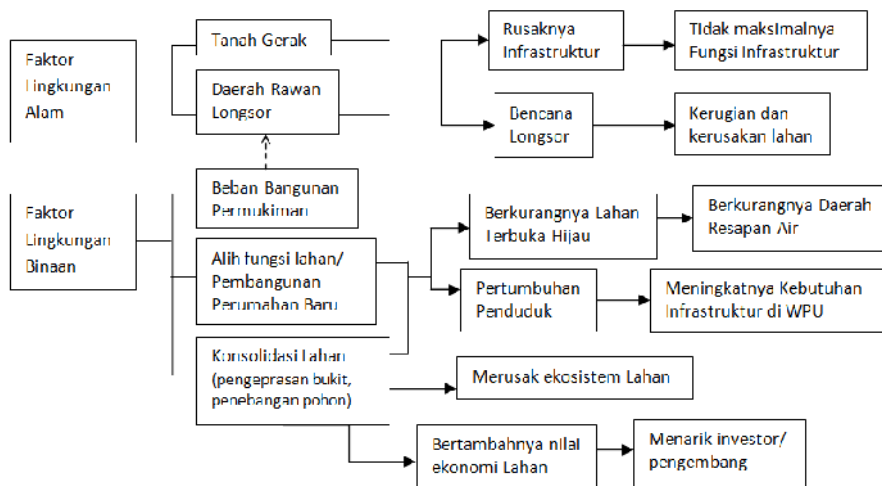 Faktor
Lingkungan
Alam
Tanah Gerak
Daerah Rawan
Longsor
Rusaknya
Infrastruktur
Tidak maksimalnya
Fungsi Infrastruktur
Bencana
Longsor
Kerugian dan
kerusakan lahan
Faktor
Lingkungan
Binaan
Beban Bangunan
Permukiman
Alih fungsi lahan/
Pembangunan
Perumahan Baru
Konsolidasi Lahan
(pengeprasan bukit,
penebangan pohon)
Berkurangnya Lahan
Terbuka Hijau
Berkurangnya Daerah
Resapan Air
Pertumbuhan
Penduduk
Meningkatnya Kebutuhan
Infrastruktur di WPU
Merusak ekosistem Lahan
Bertambahnya nilai
ekonomi Lahan
Menarik investor/
pengembang